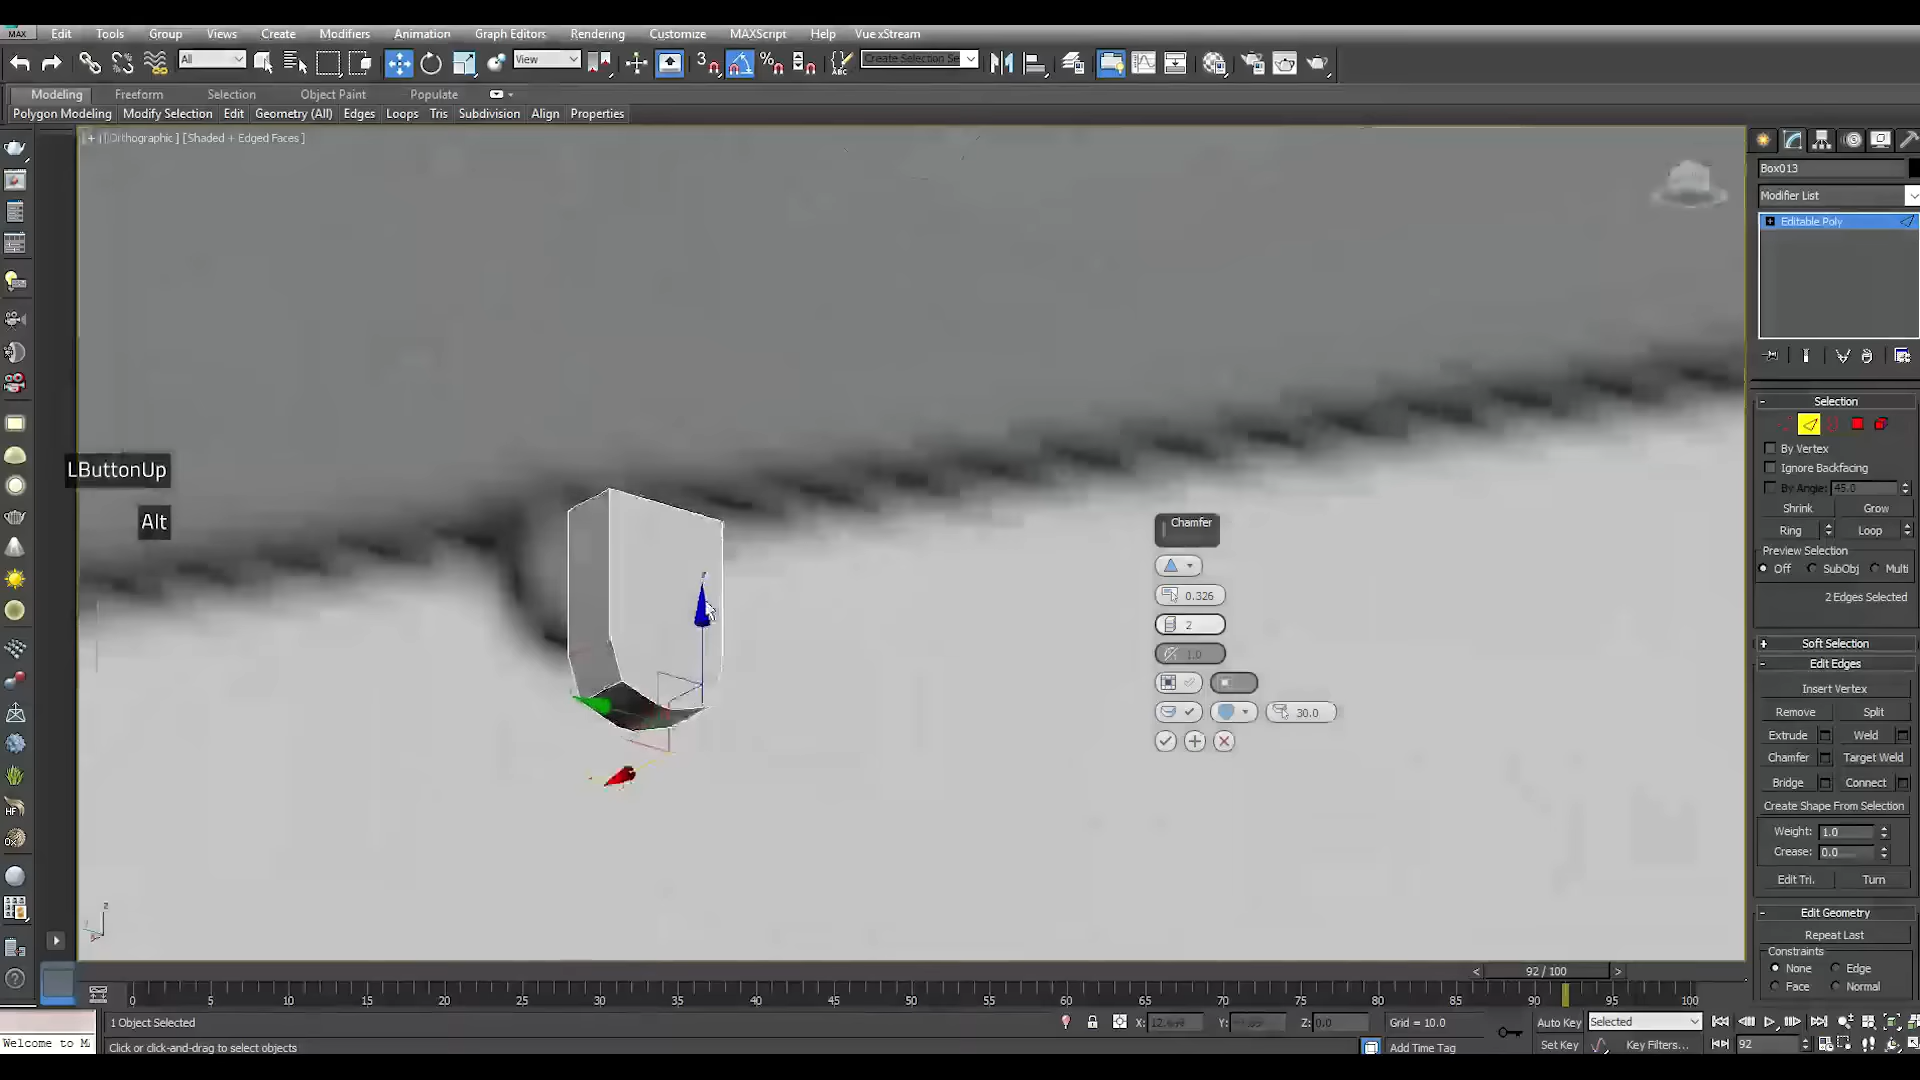 MAX Edit Tools Group Views Create Modifiers Animation Graph Editors Rendering Customize MAXScript Help Vue xStream
All View 3 ABC
Modeling Freeform Selection Object Paint Populate
Polygon Modeling Modify Selection Edit Geometry (All) Edges Loops Tris Subdivision Align Properties
[ + ] [Orthographic ] [Shaded + Edged Faces ]
Box013
Modifier List
Editable Poly
Selection
By Vertex
Ignore Backfacing
By Angle: 45.0
Shrink Grow
Ring Loop
Preview Selection
Off SubObj Multi
2 Edges Selected
Soft Selection
Edit Edges
Insert Vertex
Remove Split
Extrude Weld
Chamfer Target Weld
Bridge Connect
Create Shape From Selection
Weight: 1.0
Crease: 0.0
Edit Tri. Turn
Edit Geometry
Repeat Last
Constraints
None Edge
Face Normal
LButtonUp
Alt
Chamfer
0.326
2
1.0
30.0
z
HF
92 / 100
0 5 10 15 20 25 30 35 40 45 50 55 60 65 70 75 80 85 90 95 100
1 Object Selected X: Y: Z: 0.0 Grid = 10.0 Auto Key Selected
Welcome to M Click or click-and-drag to select objects Add Time Tag Set Key Key Filters... 92